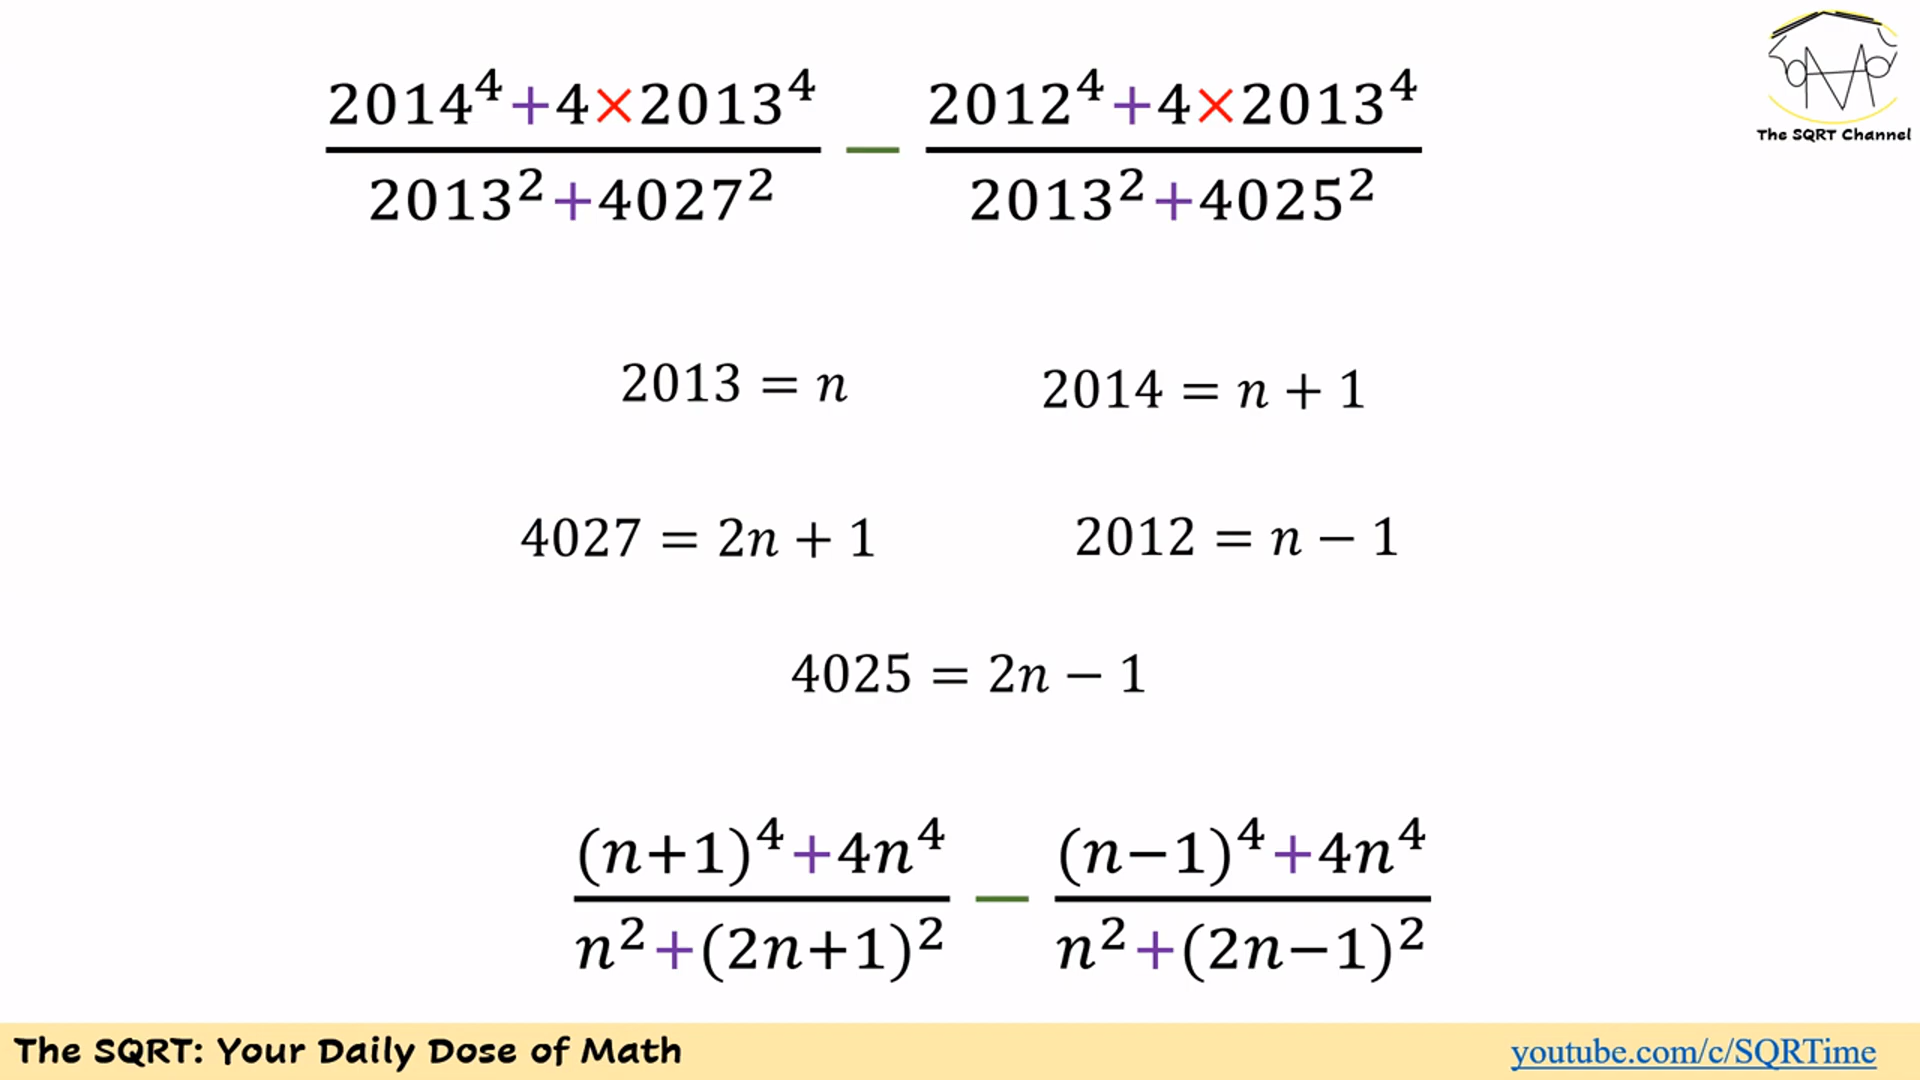 2014⁴+4×2013⁴ — 2012⁴+4×2013⁴
2013²+4027² 2013²+4025²
The SQRT Channel
2013 = n 2014 = n + 1
4027 = 2n + 1 2012 = n − 1
4025 = 2n − 1
(n+1)⁴+4n⁴ — (n−1)⁴+4n⁴
n²+(2n+1)² n²+(2n−1)²
The SQRT: Your Daily Dose of Math
youtube.com/c/SQRTime